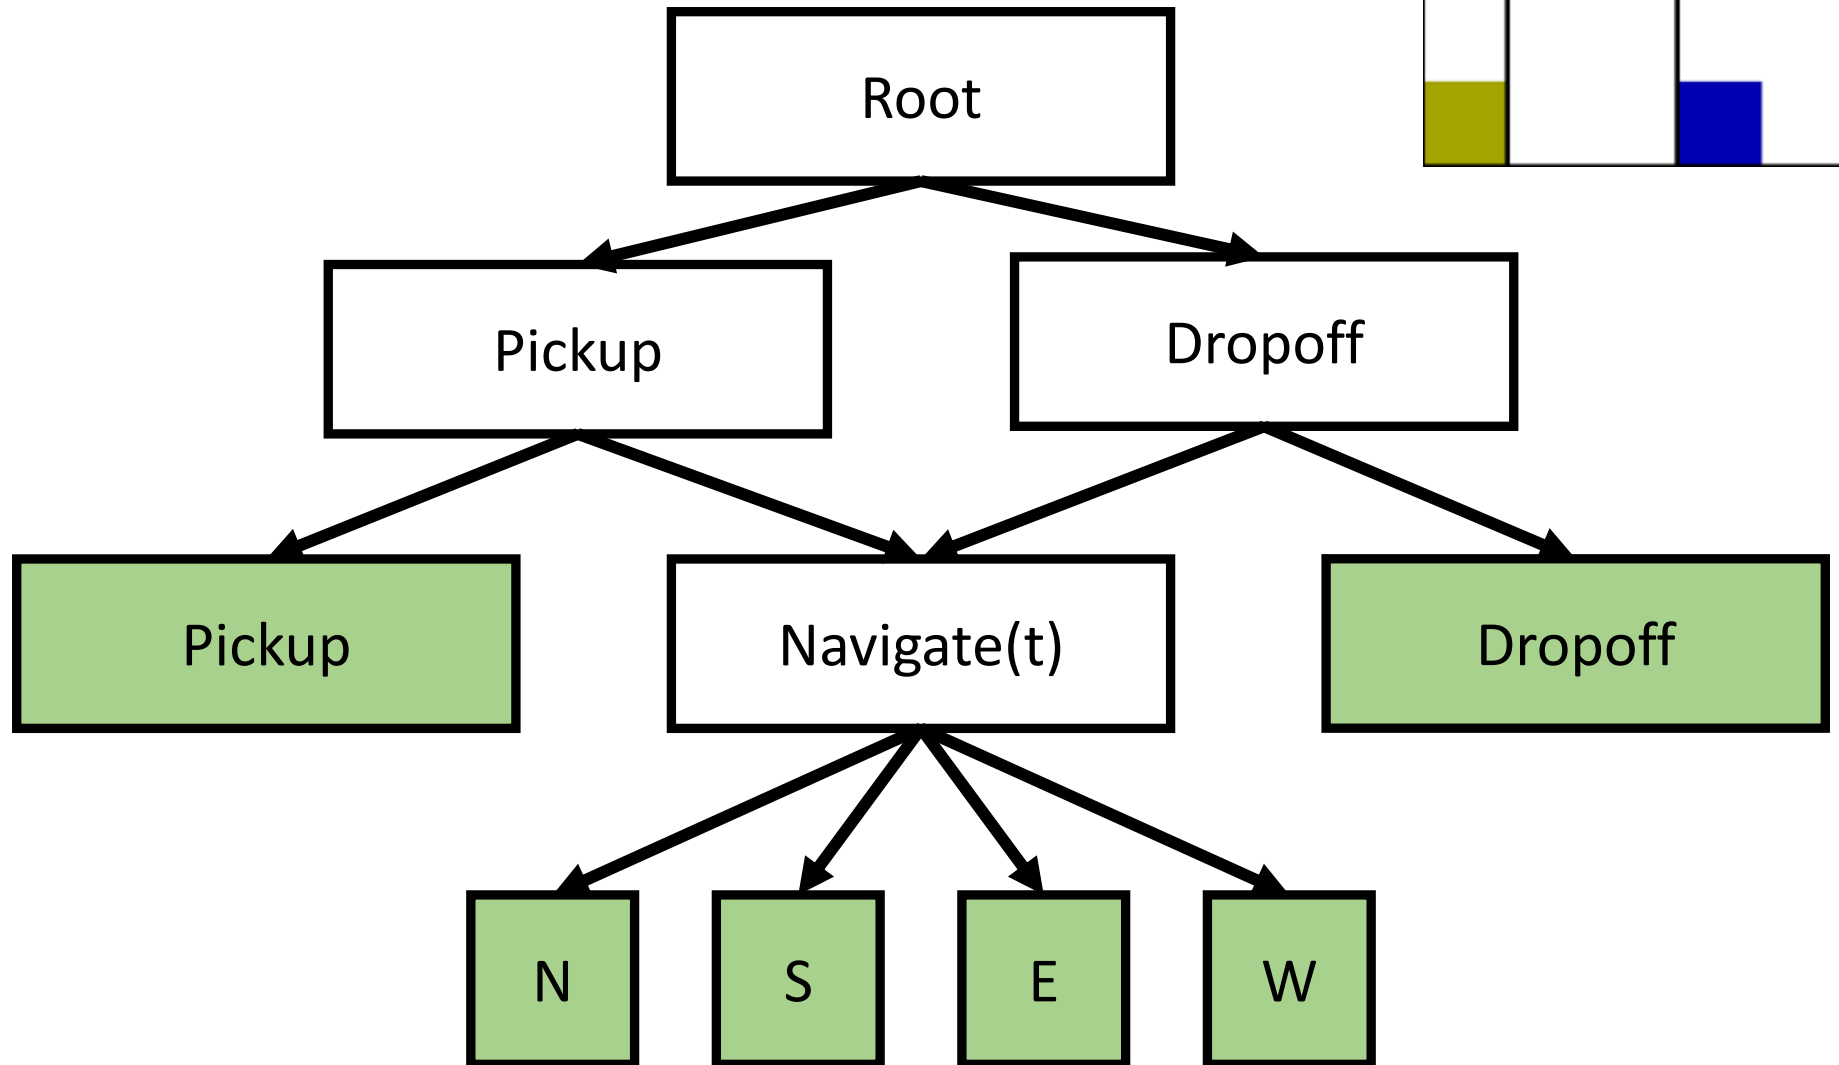 Root
Pickup
Dropoff
Pickup
Navigate(t)
Dropoff
N
S
E
W